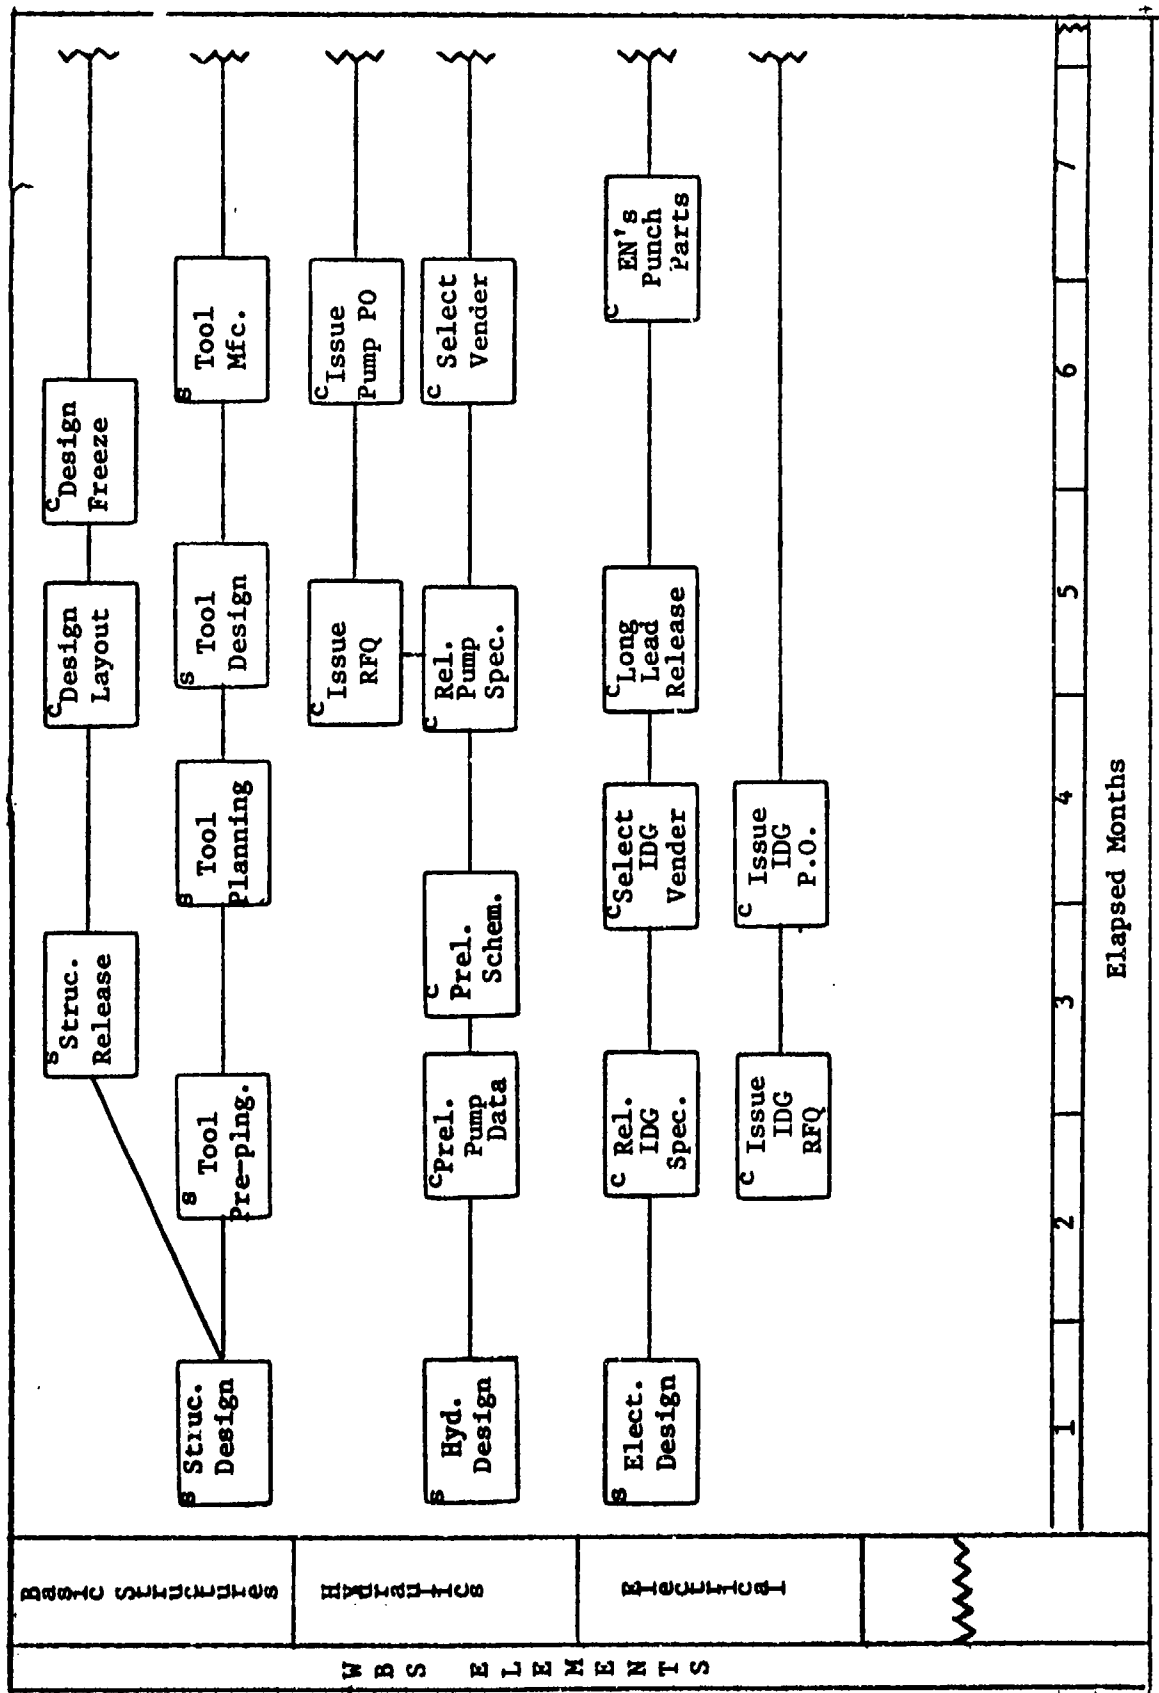 WBS ELEMENTS
Basic Structures
Hydraulics
Electrical
s Struc.
Release
C Design
Layout
C Design
Freeze
s Struc.
Design
s Tool
Pre-plng.
s Tool
Planning
s Tool
Design
s Tool
Mfc.
C Issue
RFQ
C Issue
Pump PO
s Hyd.
Design
C Prel.
Pump
Data
C Prel.
Schem.
C Rel.
Pump
Spec.
C Select
Vender
s Elect.
Design
C Rel.
IDG
Spec.
C Select
IDG
Vender
C Long
Lead
Release
C EN's
Punch
Parts
C Issue
IDG
RFQ
C Issue
IDG
P.O.
1 2 3 4 5 6 7
Elapsed Months